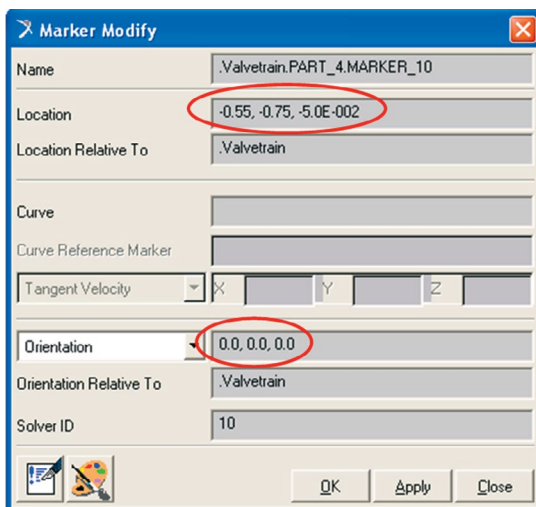 Marker Modify
Name .Valvetrain.PART_4.MARKER_10
Location -0.55, -0.75, -5.0E-002
Location Relative To .Valvetrain
Curve
Curve Reference Marker
Tangent Velocity X Y Z
Orientation 0.0, 0.0, 0.0
Orientation Relative To .Valvetrain
Solver ID 10
OK Apply Close